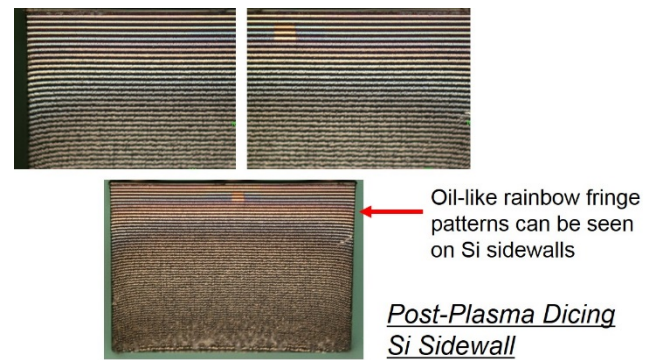 Oil-like rainbow fringe
patterns can be seen
on Si sidewalls
Post-Plasma Dicing
Si Sidewall